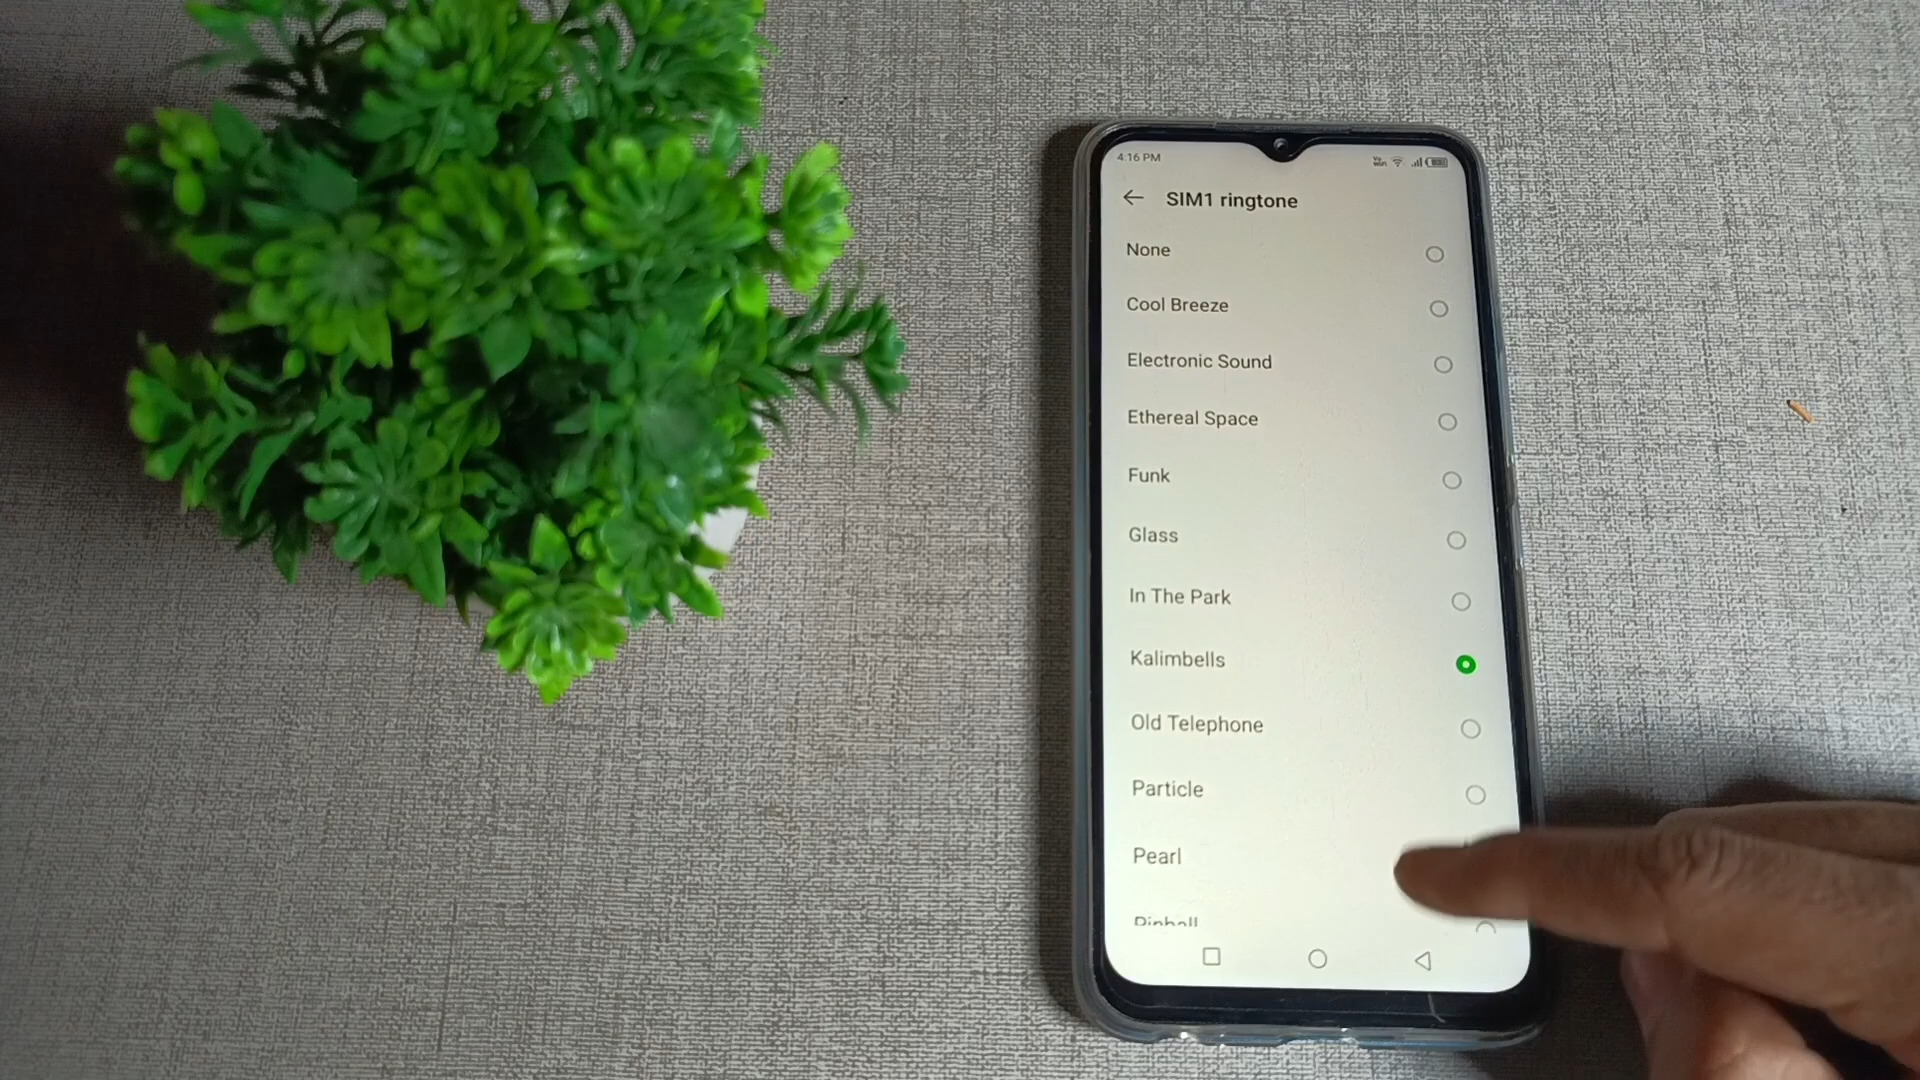 4:16 PM
SIM1 ringtone
None
Cool Breeze
Electronic Sound
Ethereal Space
Funk
Glass
In The Park
Kalimbells
Old Telephone
Particle
Pearl
Pinball